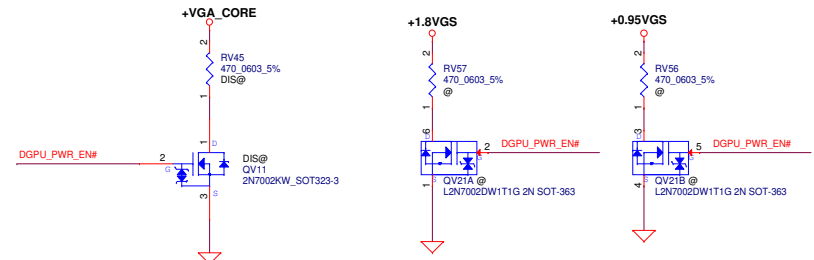 +VGA_CORE
2
RV45
470_0603_5%
DIS@
1
1
D
DGPU_PWR_EN#
2
G
DIS@
QV11
2N7002KW_SOT323-3
3
S
+1.8VGS
2
RV57
470_0603_5%
@
1
6
D
DGPU_PWR_EN#
2
G
QV21A @
L2N7002DW1T1G 2N SOT-363
1
S
+0.95VGS
2
RV56
470_0603_5%
@
1
3
D
DGPU_PWR_EN#
5
G
QV21B @
L2N7002DW1T1G 2N SOT-363
4
S